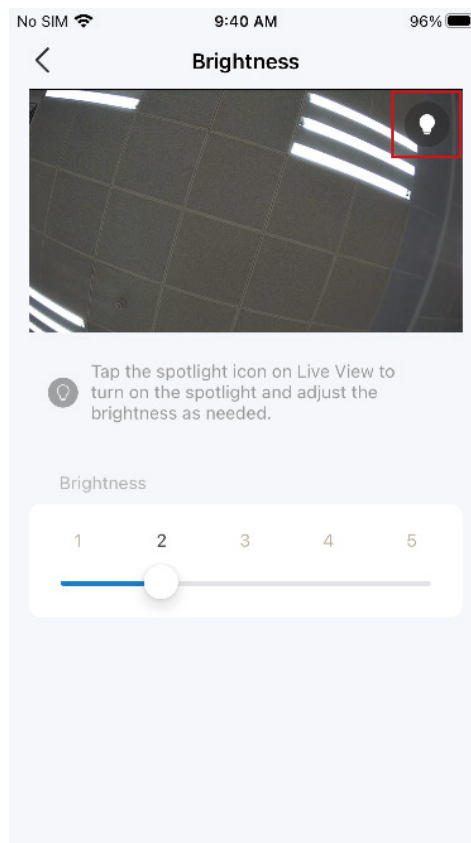 No SIM 9:40 AM 96%
Brightness
Tap the spotlight icon on Live View to
turn on the spotlight and adjust the
brightness as needed.
Brightness
1 2 3 4 5